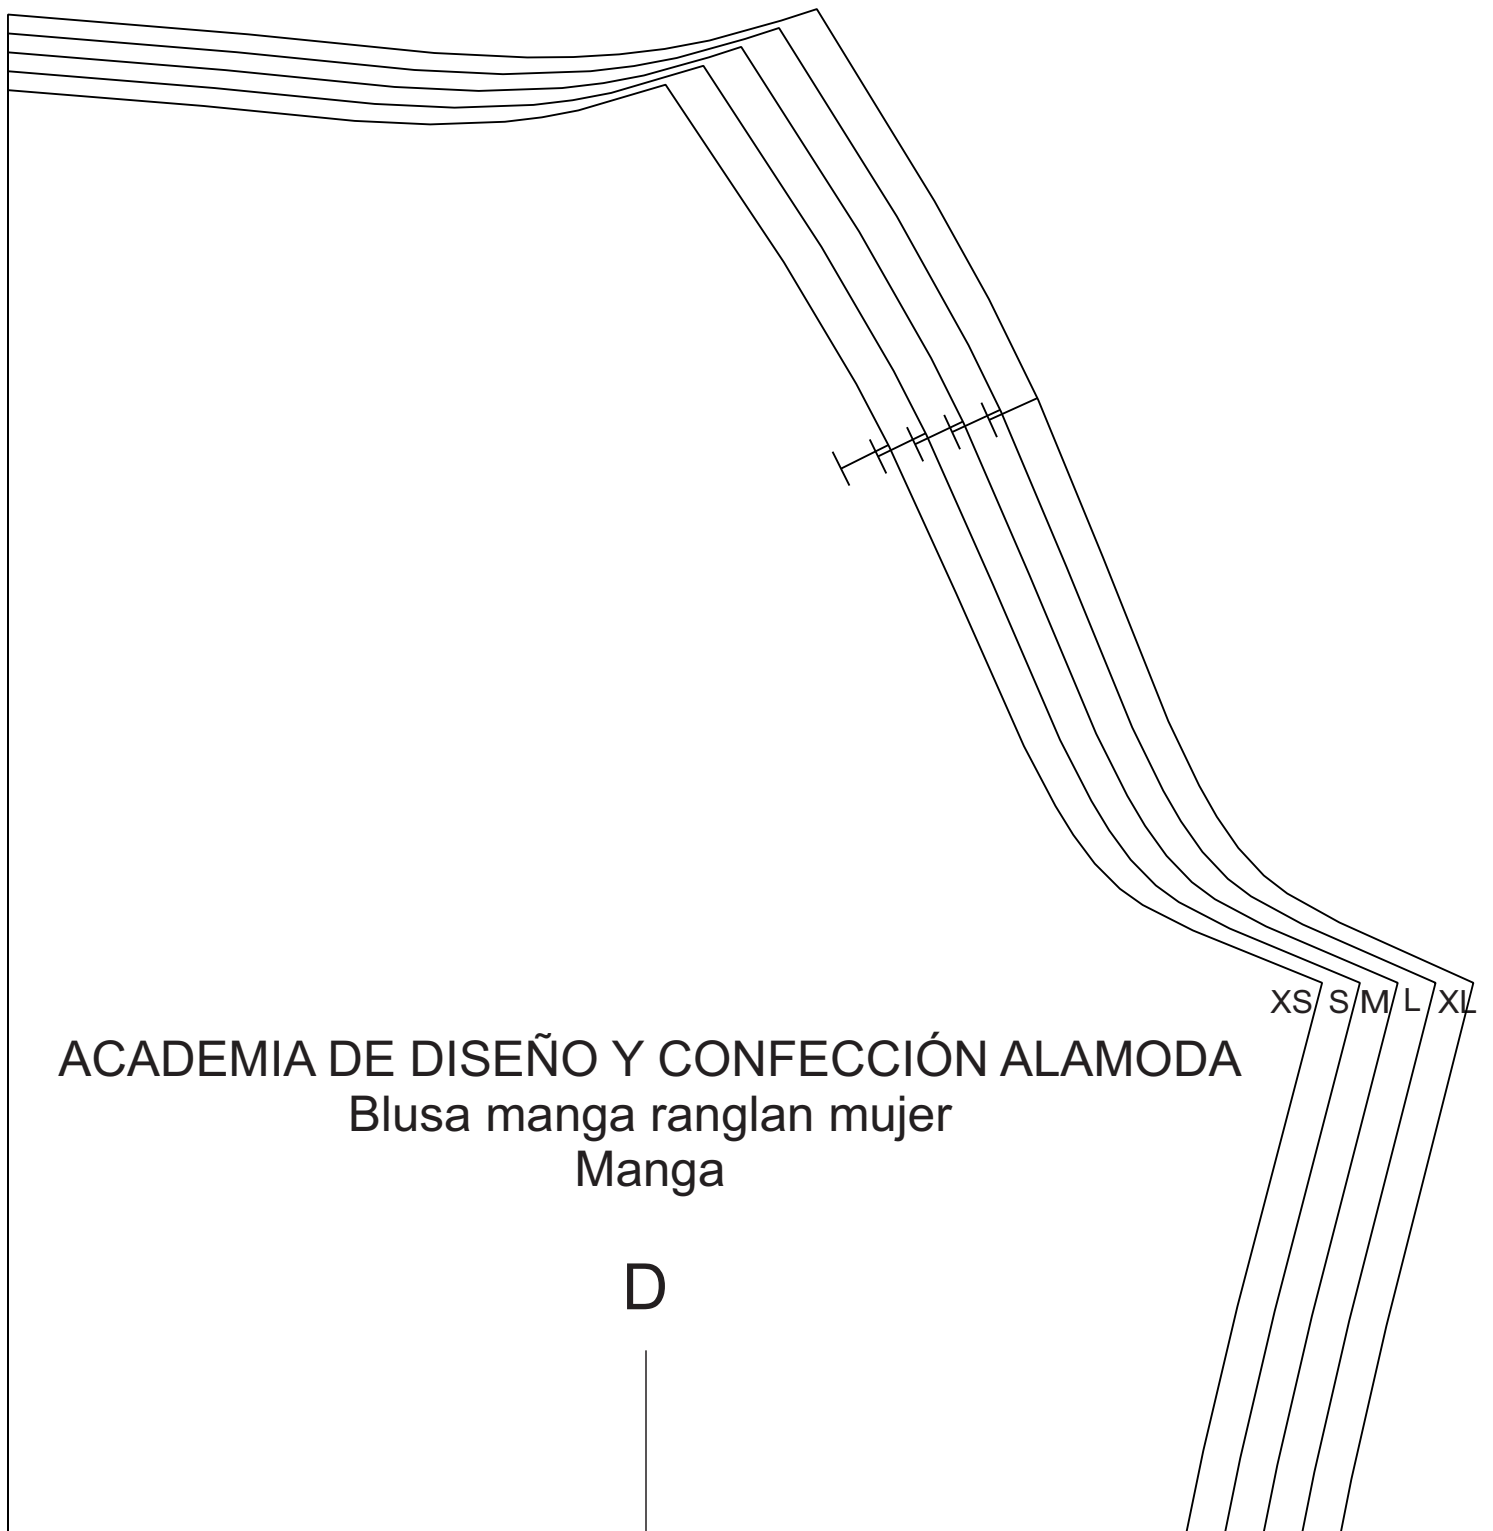 XS S M L XL
ACADEMIA DE DISEÑO Y CONFECCIÓN ALAMODA
Blusa manga ranglan mujer
Manga
D